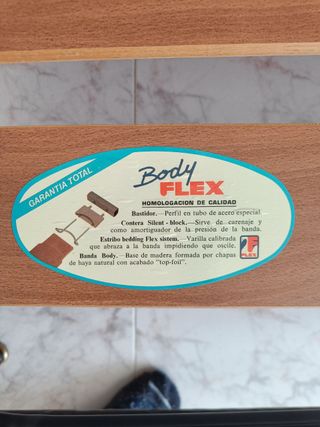 GARANTIA TOTAL
Body
FLEX
HOMOLOGACION DE CALIDAD
Bastidor.—Perfil en tubo de acero especial.
Contera Silent - block.—Sirve de carenaje y
como amortiguador de la presión de la banda.
Estribo bedding Flex sistem. — Varilla calibrada
que abraza a la banda impidiendo que oscile.
Banda Body.—Base de madera formada por chapas
de haya natural con acabado "top-foil".
FLEX